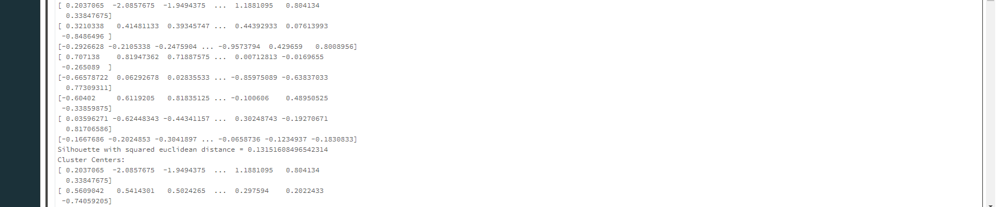 [ 0.2037065  -2.0857675  -1.9494375  ...  1.1881095   0.804134
  0.33847675]
[ 0.3210338   0.41481133  0.39345747 ...  0.44392933  0.07613993
 -0.8486496 ]
[-0.2926628 -0.2105338 -0.2475904 ... -0.9573794  0.429659   0.8008956]
[ 0.707138    0.81947362  0.71887575 ...  0.00712813 -0.0169655
 -0.265089  ]
[-0.66578722  0.06292678  0.02835533 ... -0.85975089 -0.63837033
  0.77309311]
[-0.60402     0.6119205   0.81835125 ... -0.100606    0.48950525
 -0.33859875]
[ 0.03596271 -0.62448343 -0.44341157 ...  0.30248743 -0.19270671
  0.81706586]
[-0.1667686 -0.2024853 -0.3041897 ... -0.0658736 -0.1234937 -0.1830833]
Silhouette with squared euclidean distance = 0.13151608496542314
Cluster Centers:
[ 0.2037065  -2.0857675  -1.9494375  ...  1.1881095   0.804134
  0.33847675]
[ 0.5609042   0.5414301   0.5024265  ...  0.297594    0.2022433
 -0.74059205]